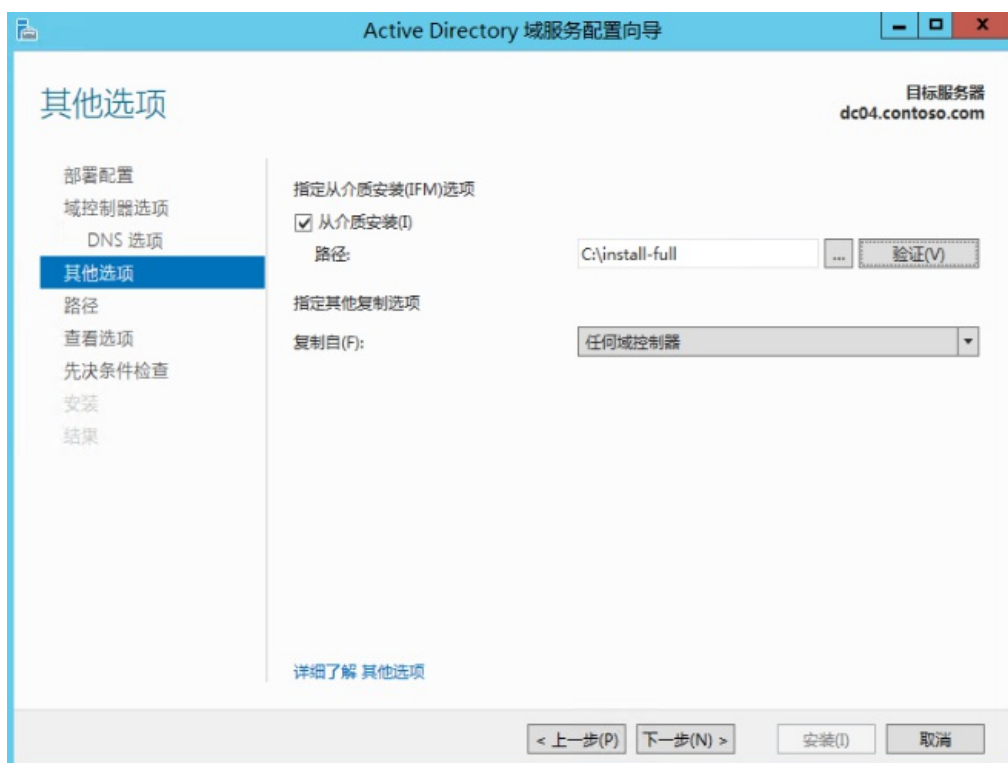 Active Directory 域服务配置向导
其他选项
目标服务器
dc04.contoso.com
部署配置
域控制器选项
DNS 选项
其他选项
路径
查看选项
先决条件检查
安装
结果
指定从介质安装(IFM)选项
从介质安装(I)
路径: C:\install-full ... 验证(V)
指定其他复制选项
复制自(F): 任何域控制器
详细了解 其他选项
< 上一步(P) 下一步(N) > 安装(I) 取消